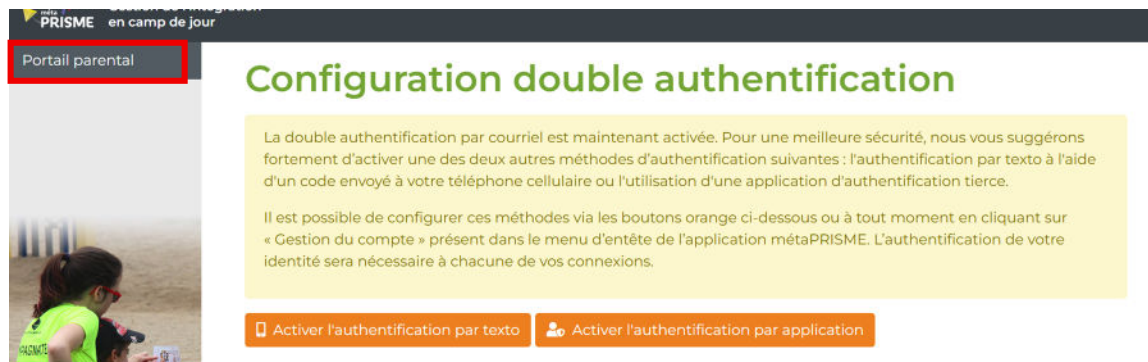 méta
PRISME
en camp de jour
Portail parental
Configuration double authentification
La double authentification par courriel est maintenant activée. Pour une meilleure sécurité, nous vous suggérons
fortement d'activer une des deux autres méthodes d'authentification suivantes : l'authentification par texto à l'aide
d'un code envoyé à votre téléphone cellulaire ou l'utilisation d'une application d'authentification tierce.
Il est possible de configurer ces méthodes via les boutons orange ci-dessous ou à tout moment en cliquant sur
« Gestion du compte » présent dans le menu d'entête de l'application métaPRISME. L'authentification de votre
identité sera nécessaire à chacune de vos connexions.
Activer l'authentification par texto
Activer l'authentification par application